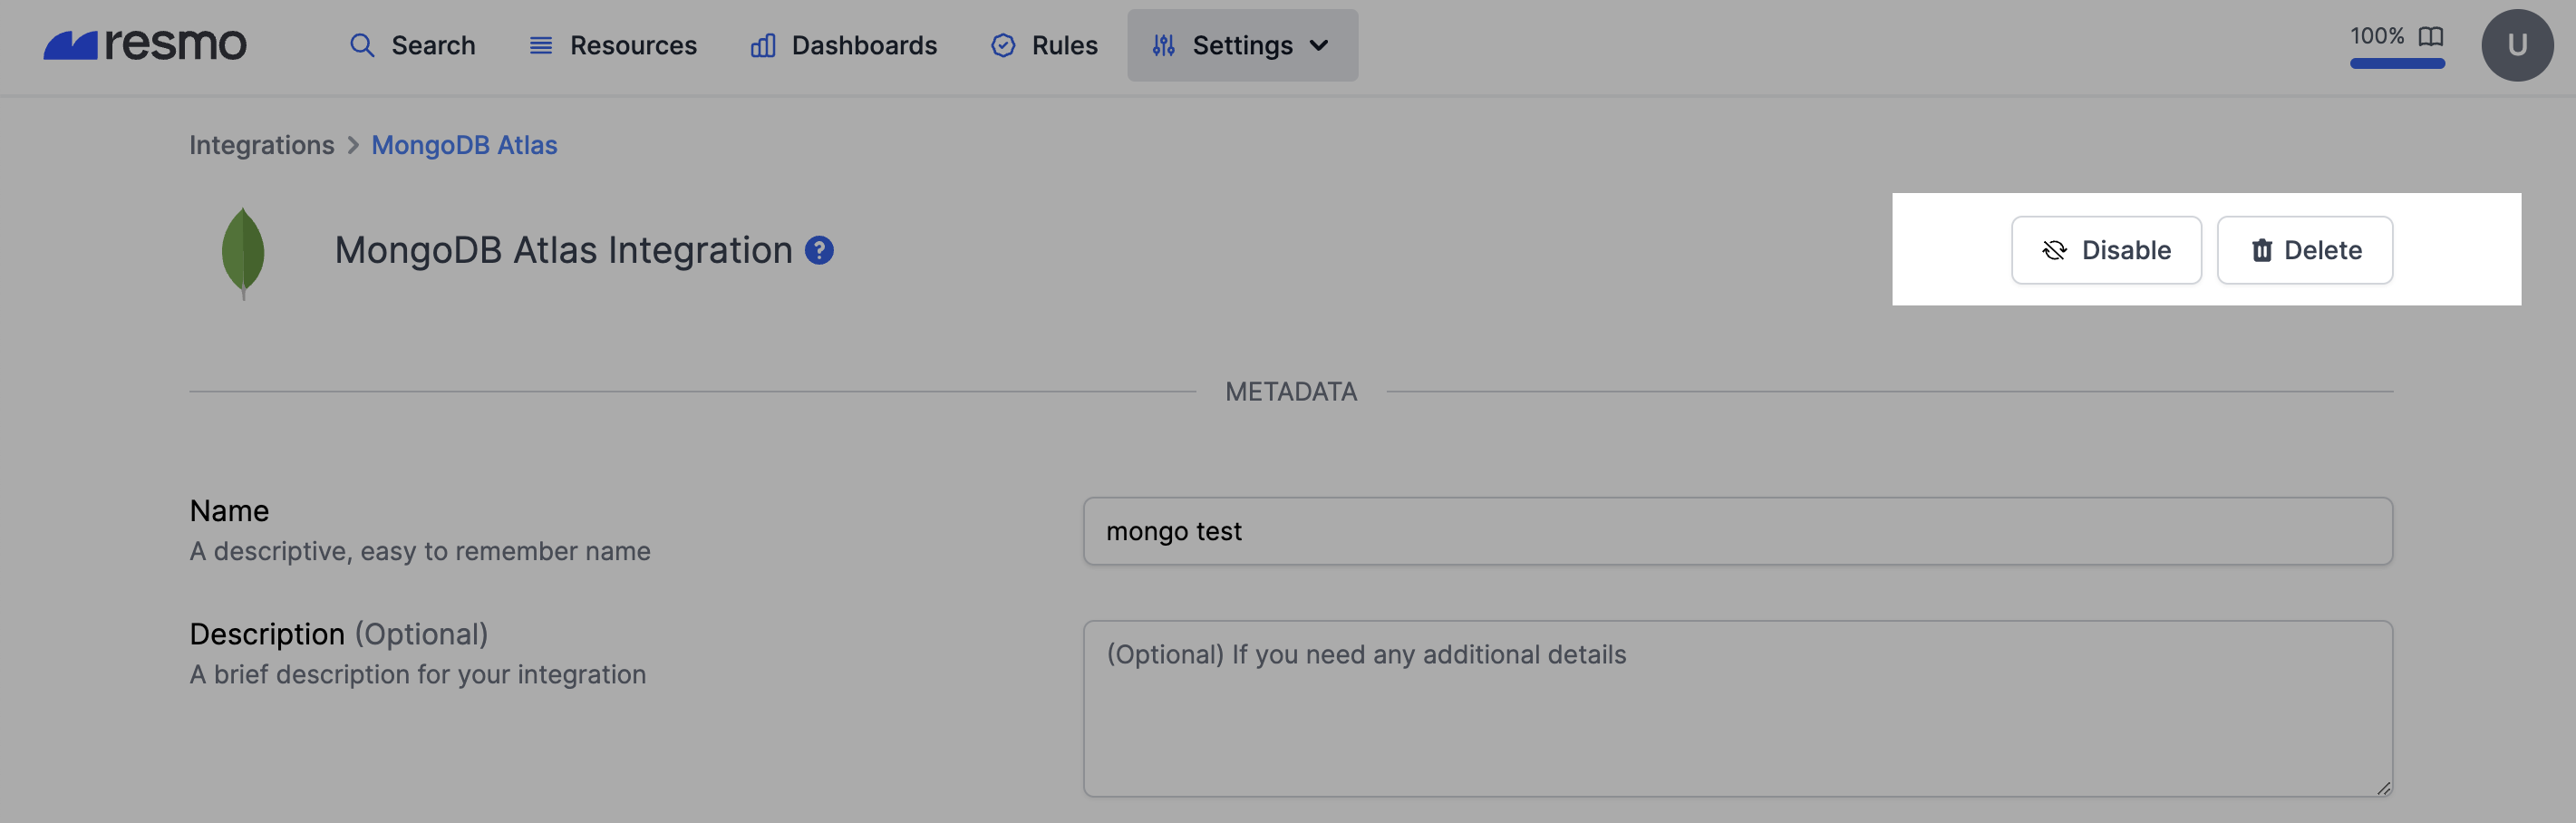 resmo Search Resources Dashboards Rules Settings 100% U
Integrations MongoDB Atlas
MongoDB Atlas Integration ? Disable Delete
METADATA
Name
A descriptive, easy to remember name
mongo test
Description (Optional)
A brief description for your integration
(Optional) If you need any additional details